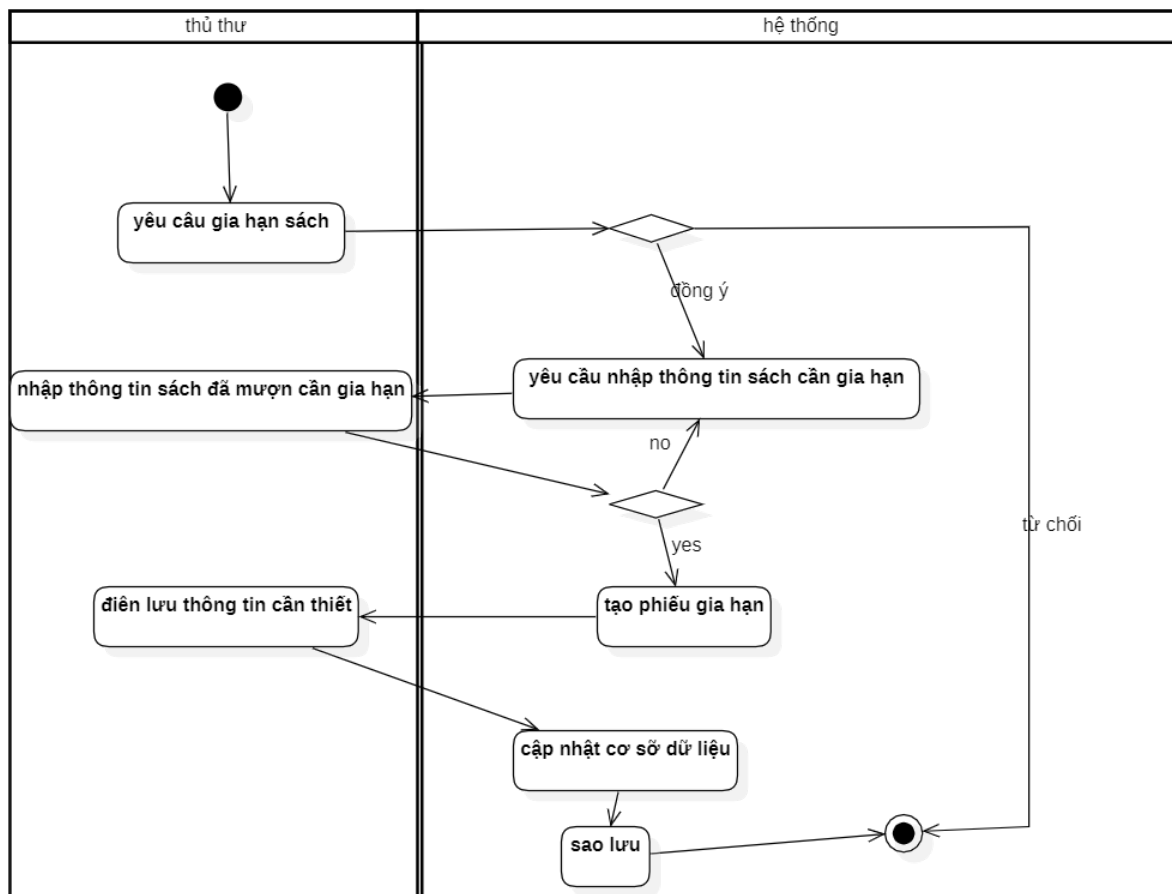 thủ thư
hệ thống
yêu câu gia hạn sách
đồng ý
yêu cầu nhập thông tin sách cần gia hạn
nhập thông tin sách đã mượn cần gia hạn
no
từ chối
yes
điên lưu thông tin cần thiết
tạo phiếu gia hạn
cập nhật cơ sỡ dữ liệu
sao lưu